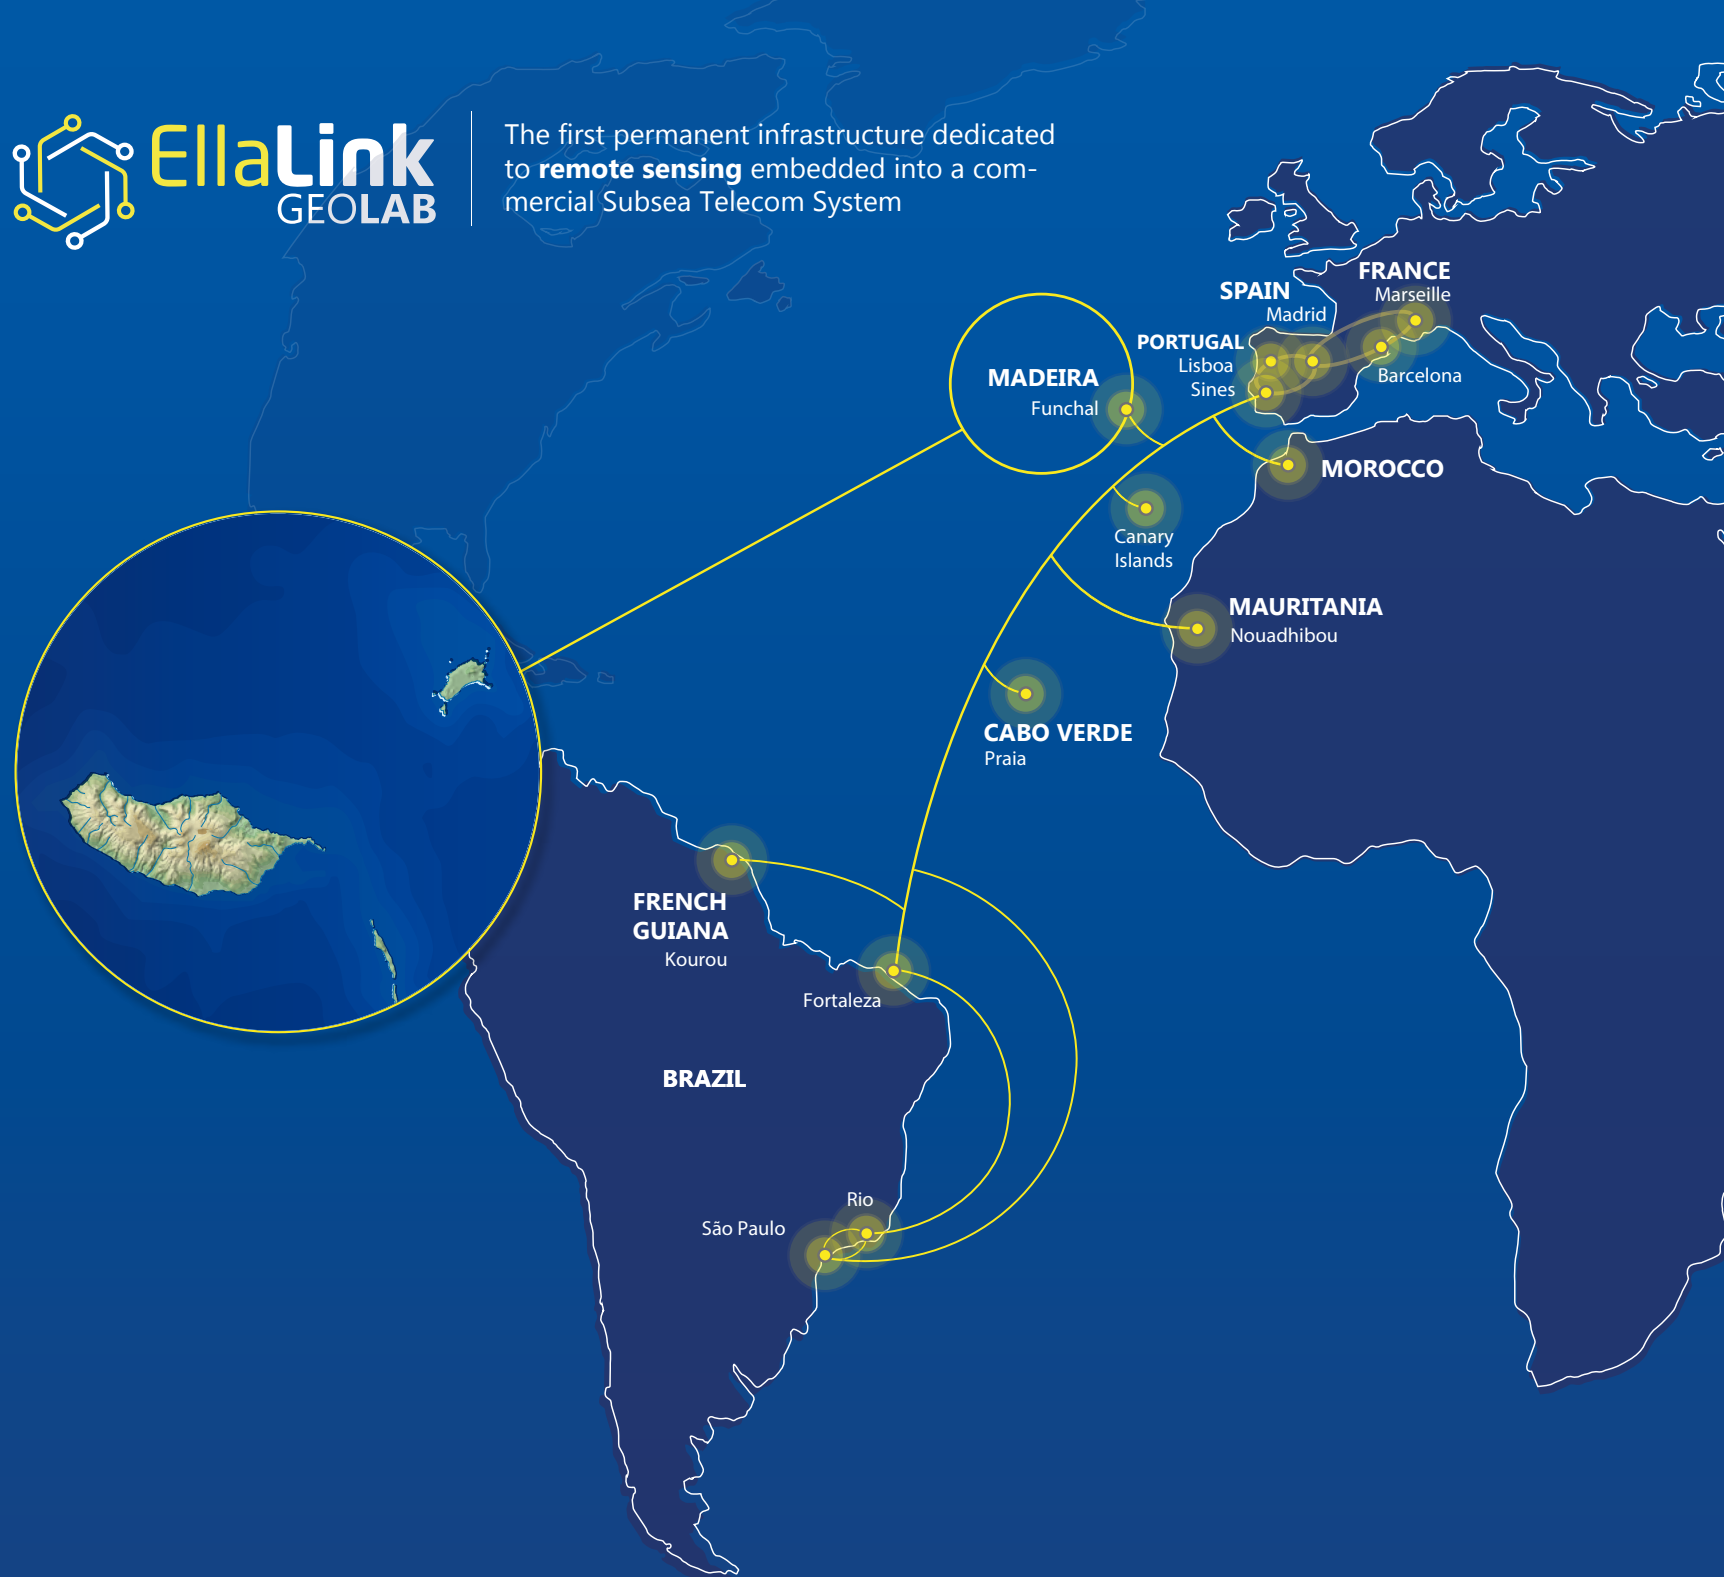 EllaLink
GEOLAB
The first permanent infrastructure dedicated
to remote sensing embedded into a com-
mercial Subsea Telecom System
FRANCE
Marseille
SPAIN
Madrid
PORTUGAL
Lisboa
Sines
Barcelona
MADEIRA
Funchal
MOROCCO
Canary
Islands
MAURITANIA
Nouadhibou
CABO VERDE
Praia
FRENCH
GUIANA
Kourou
Fortaleza
BRAZIL
Rio
São Paulo